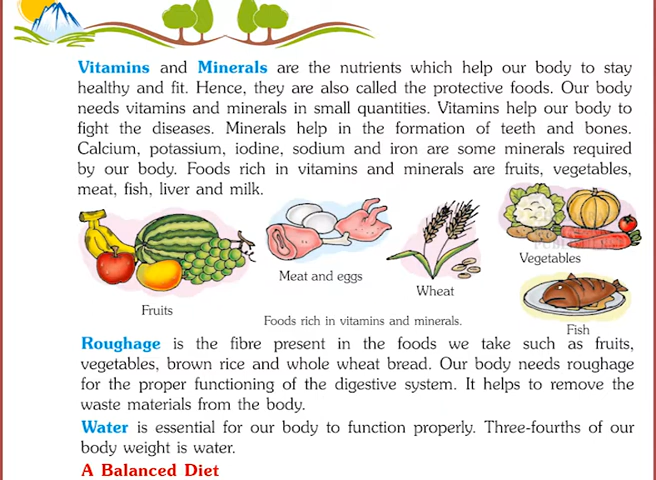 Vitamins and Minerals are the nutrients which help our body to stay
healthy and fit. Hence, they are also called the protective foods. Our body
needs vitamins and minerals in small quantities. Vitamins help our body to
fight the diseases. Minerals help in the formation of teeth and bones.
Calcium, potassium, iodine, sodium and iron are some minerals required
by our body. Foods rich in vitamins and minerals are fruits, vegetables,
meat, fish, liver and milk.
Vegetables
Meat and eggs
Wheat
Fruits
Foods rich in vitamins and minerals.
Fish
Roughage is the fibre present in the foods we take such as fruits,
vegetables, brown rice and whole wheat bread. Our body needs roughage
for the proper functioning of the digestive system. It helps to remove the
waste materials from the body.
Water is essential for our body to function properly. Three-fourths of our
body weight is water.
A Balanced Diet